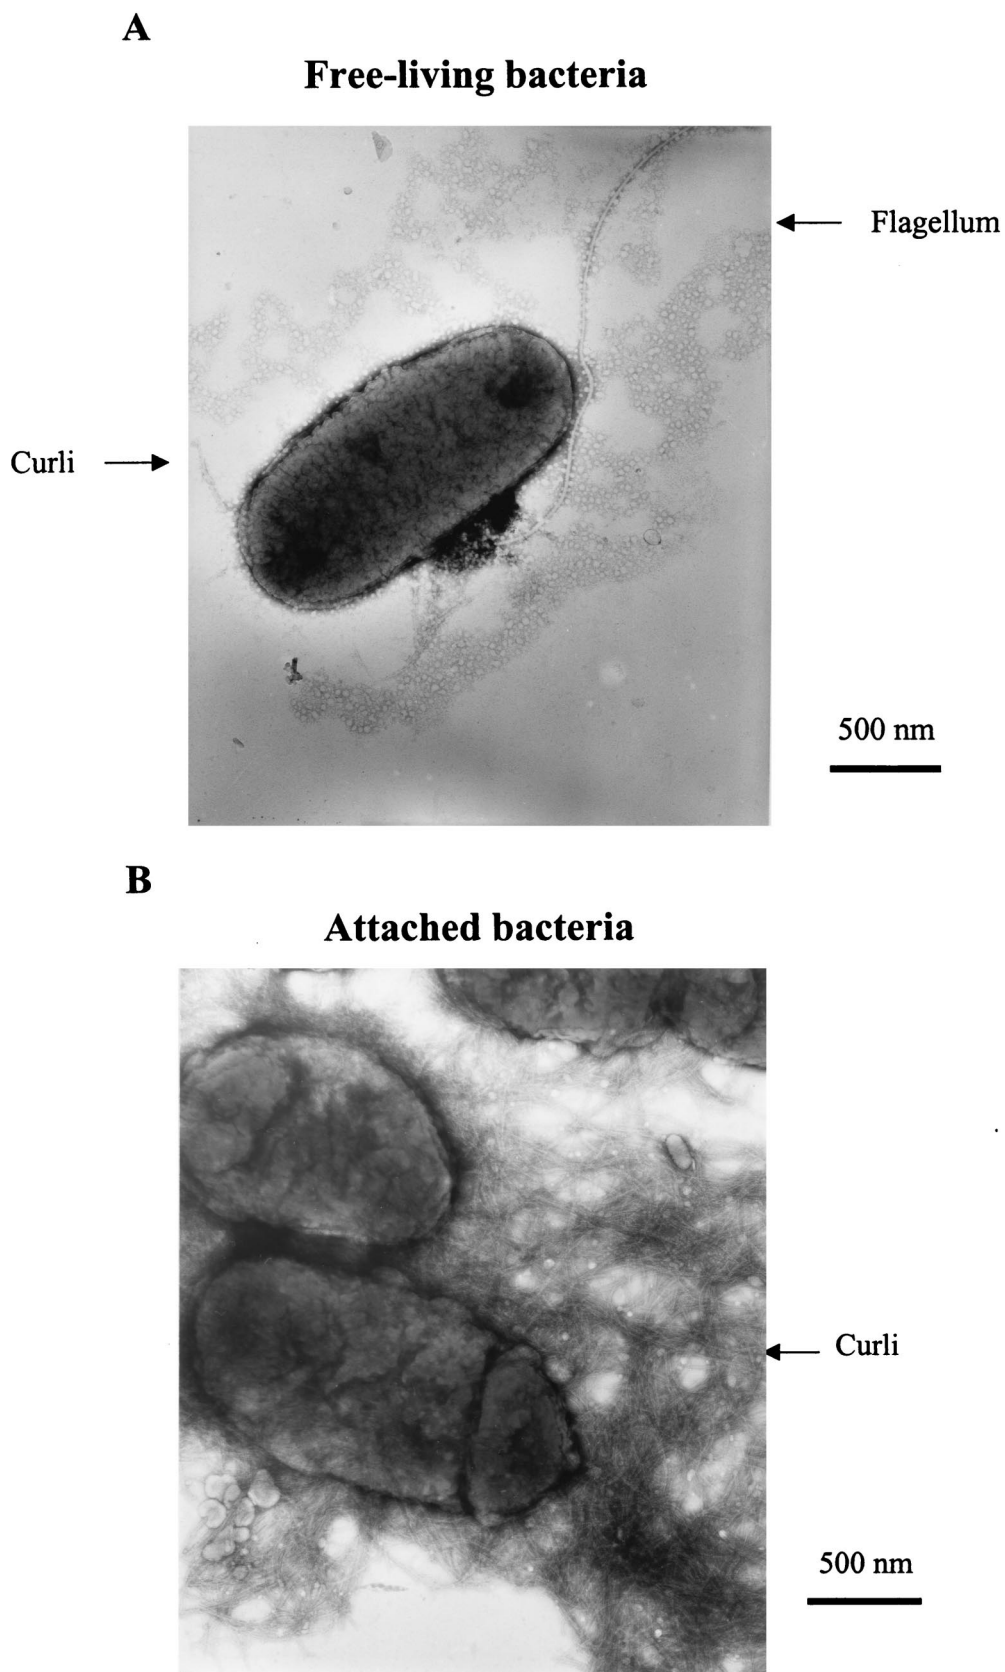 A
Free-living bacteria
Flagellum
Curli
500 nm
B
Attached bacteria
Curli
500 nm